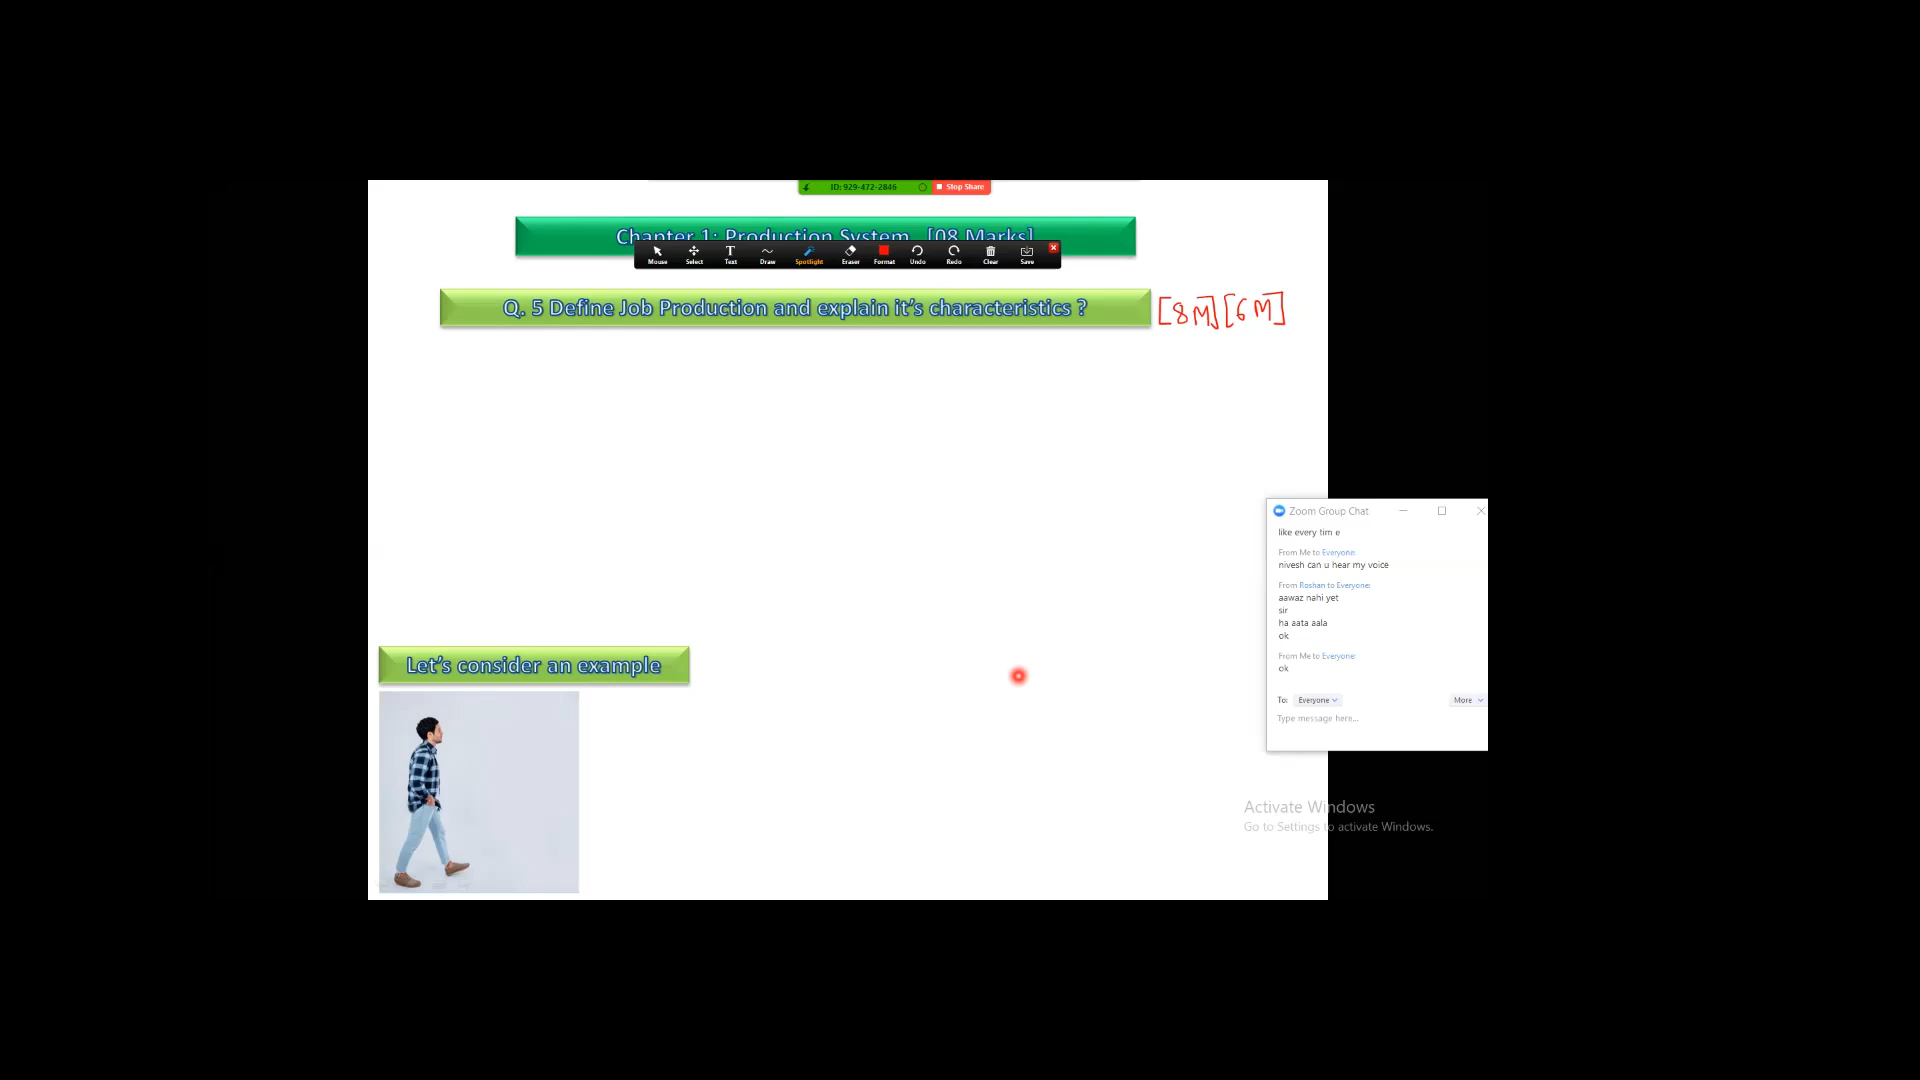 ID: 929-472-2846 Stop Share
Chapter 1: Production System [08 Marks]
Mouse Select Text Draw Spotlight Eraser Format Undo Redo Clear Save
Q. 5 Define Job Production and explain it's characteristics ? [8M] [6M]
Zoom Group Chat
like every tim e
From Me to Everyone:
nivesh can u hear my voice
From Roshan to Everyone:
aawaz nahi yet
sir
ha aata aala
ok
From Me to Everyone:
ok
To: Everyone More
Type message here...
Let's consider an example
Activate Windows
Go to Settings to activate Windows.